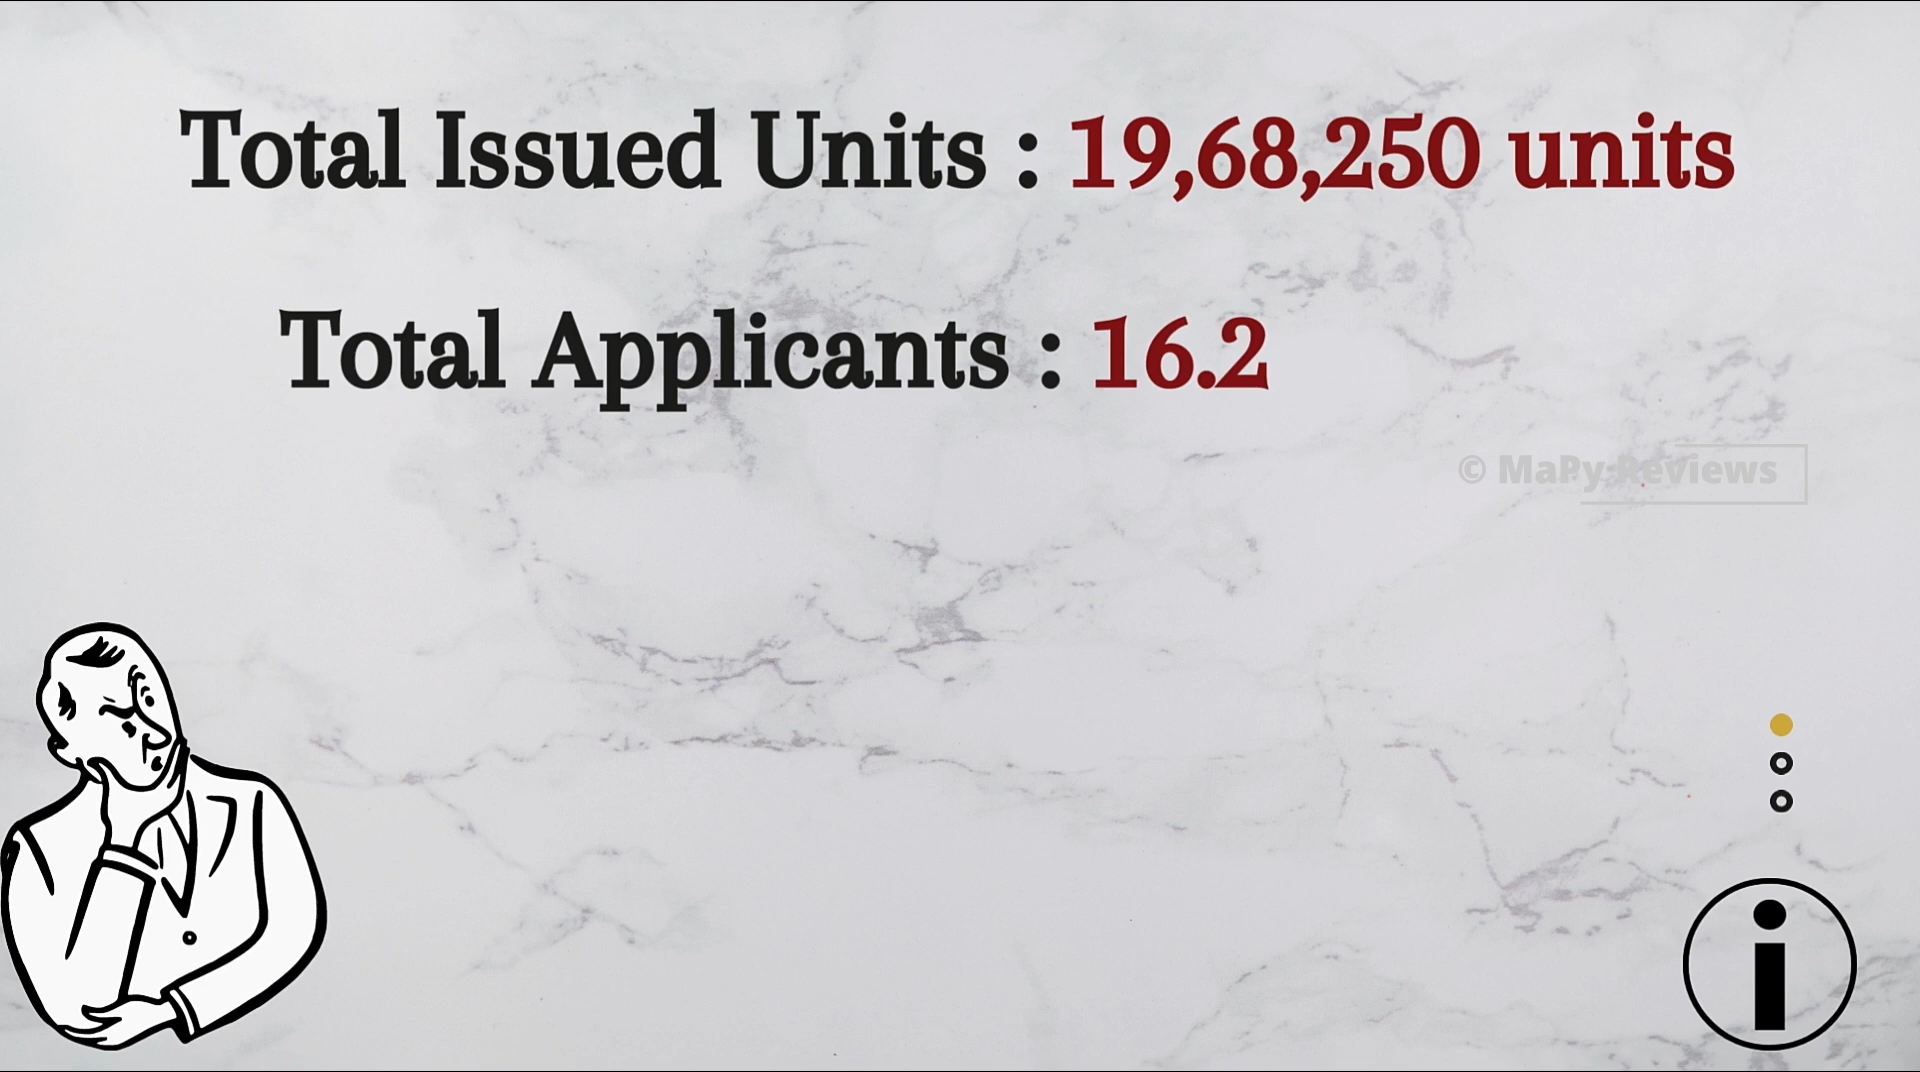 Total Issued Units : 19,68,250 units
Total Applicants : 16.2
© MaPy Reviews